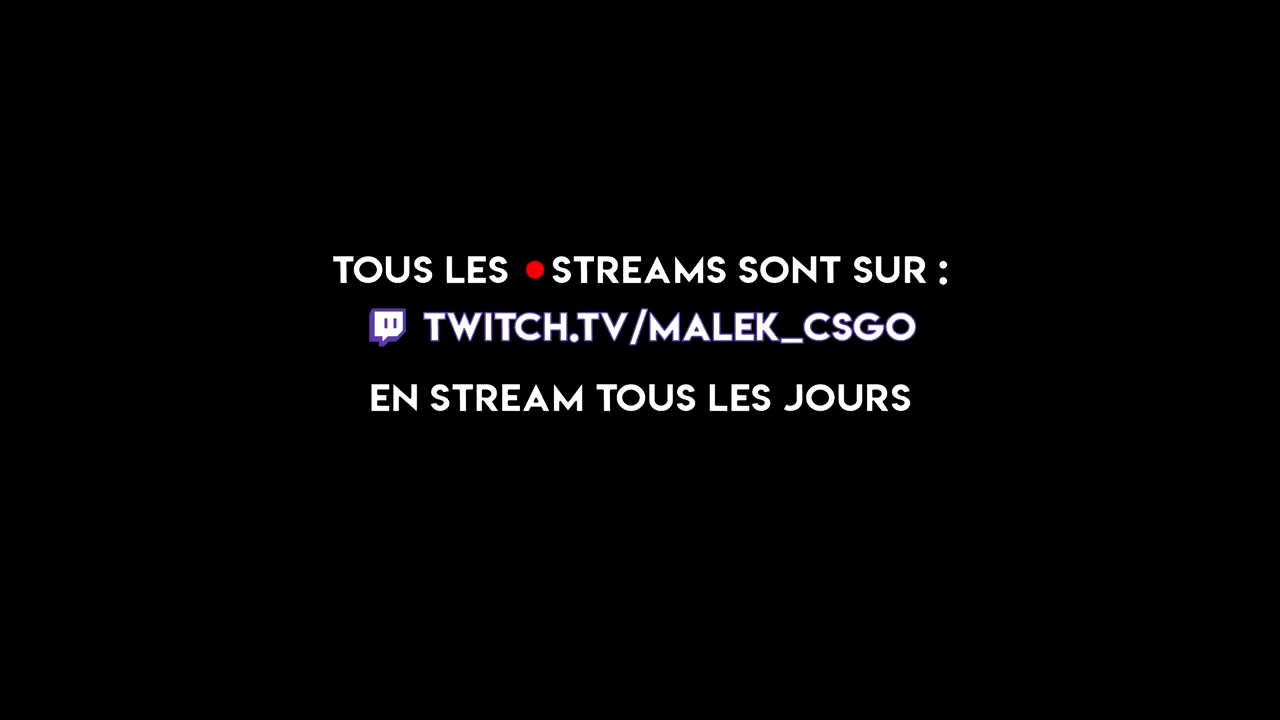 TOUS LES STREAMS SONT SUR :
TWITCH.TV/MALEK_CSGO
EN STREAM TOUS LES JOURS